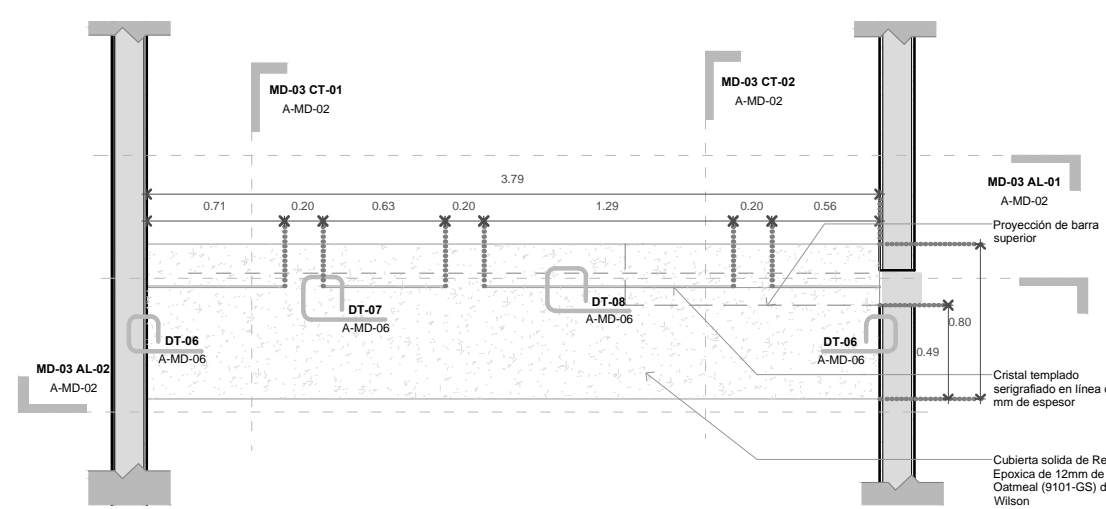 MD-03 CT-01
A-MD-02
MD-03 CT-02
A-MD-02
3.79
0.71
0.20
0.63
0.20
1.29
0.20
0.56
MD-03 AL-01
A-MD-02
Proyección de barra
superior
DT-07
A-MD-06
DT-08
A-MD-06
DT-06
A-MD-06
DT-06
A-MD-06
0.80
0.49
MD-03 AL-02
A-MD-02
Cristal templado
serigrafiado en línea
mm de espesor
Cubierta solida de
Epoxica de 12mm de
Oatmeal (9101-GS)
Wilson